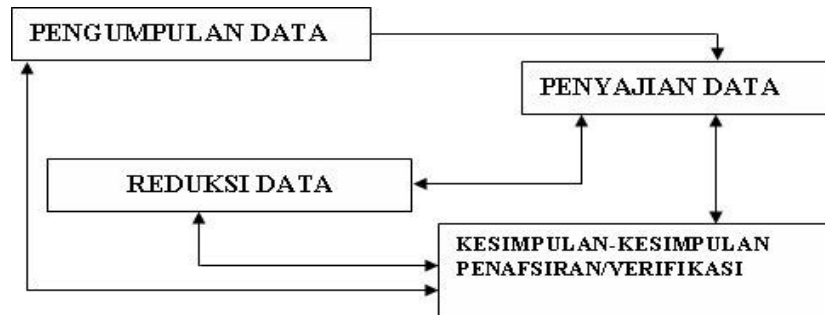 PENGUMPULAN DATA
PENYAJIAN DATA
REDUKSI DATA
KESIMPULAN-KESIMPULAN
PENAFSIRAN/VERIFIKASI